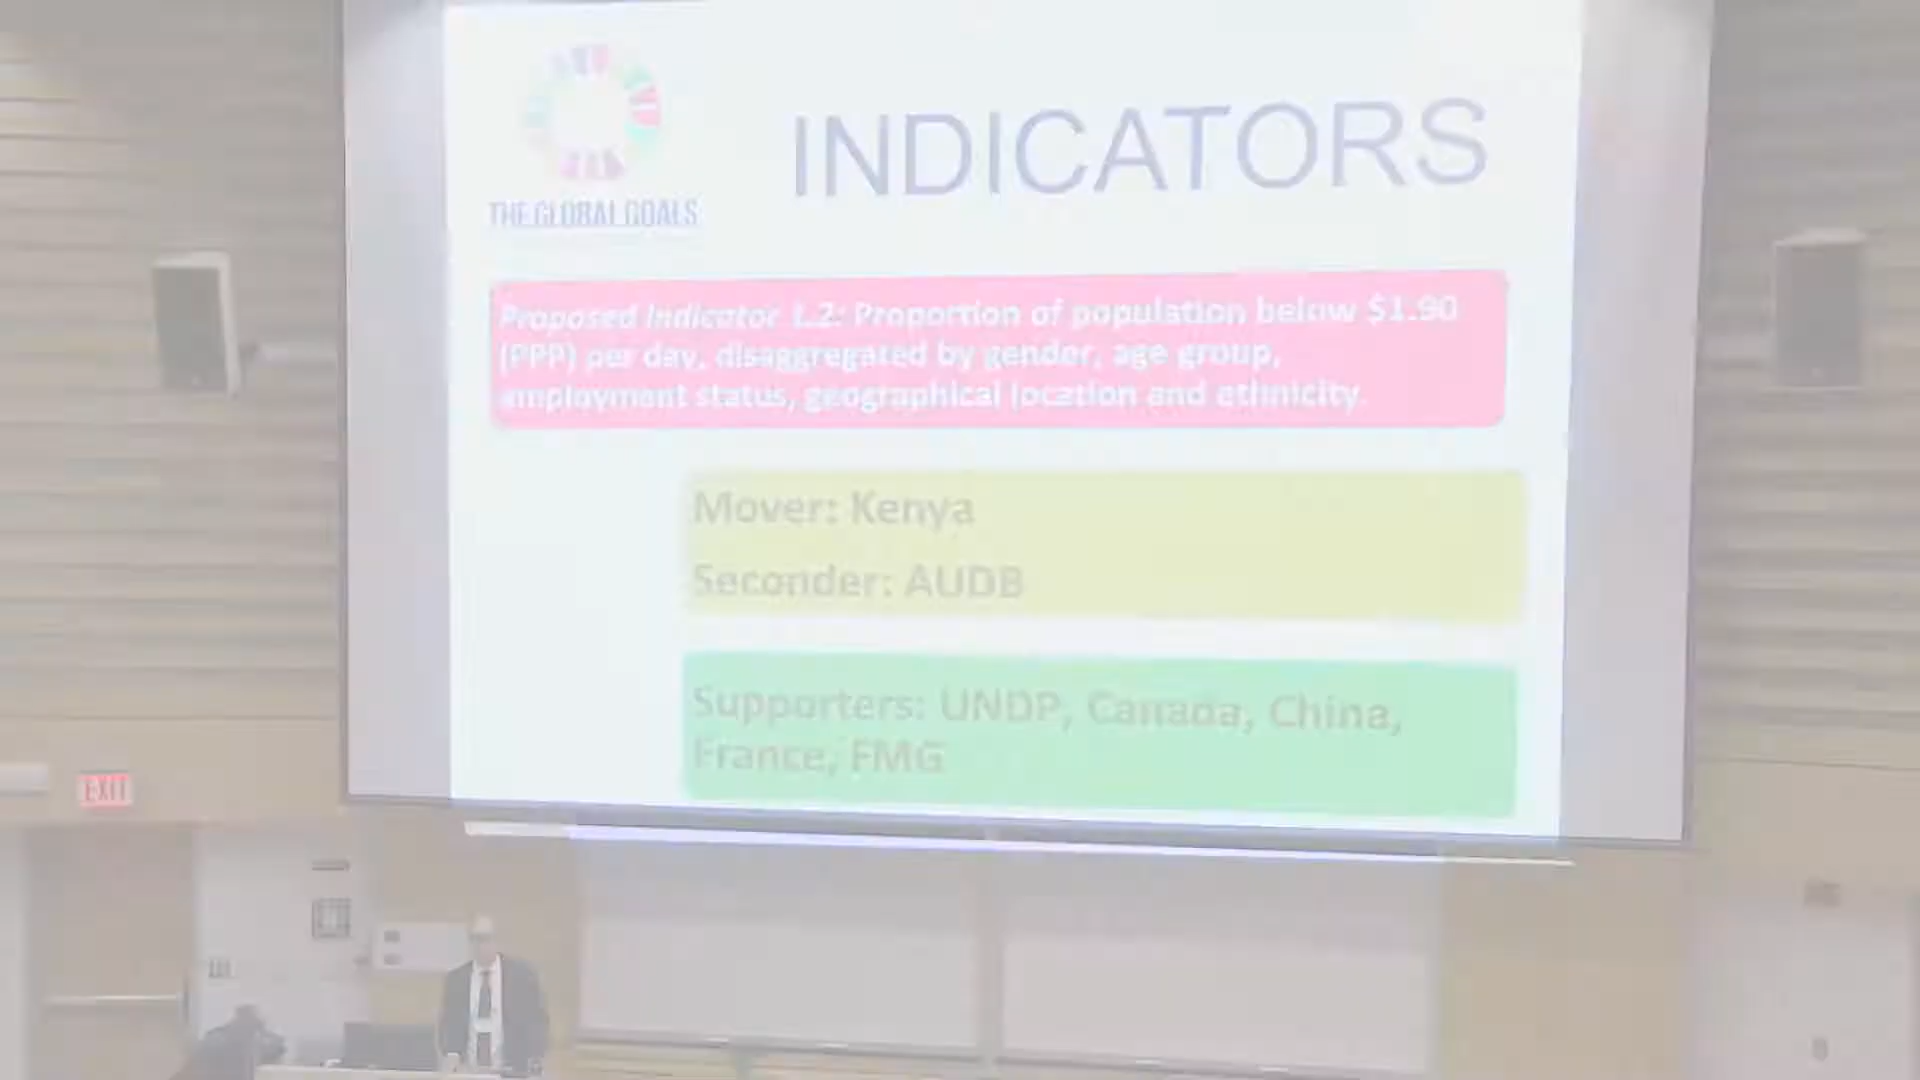 INDICATORS
THE GLOBAL GOALS
Proposed Indicator 1.2: Proportion of population below $1.90
(PPP) per day, disaggregated by gender, age group,
employment status, geographical location and ethnicity.
Mover: Kenya
Seconder: AUDB
Supporters: UNDP, Canada, China,
France, FMG
EXIT